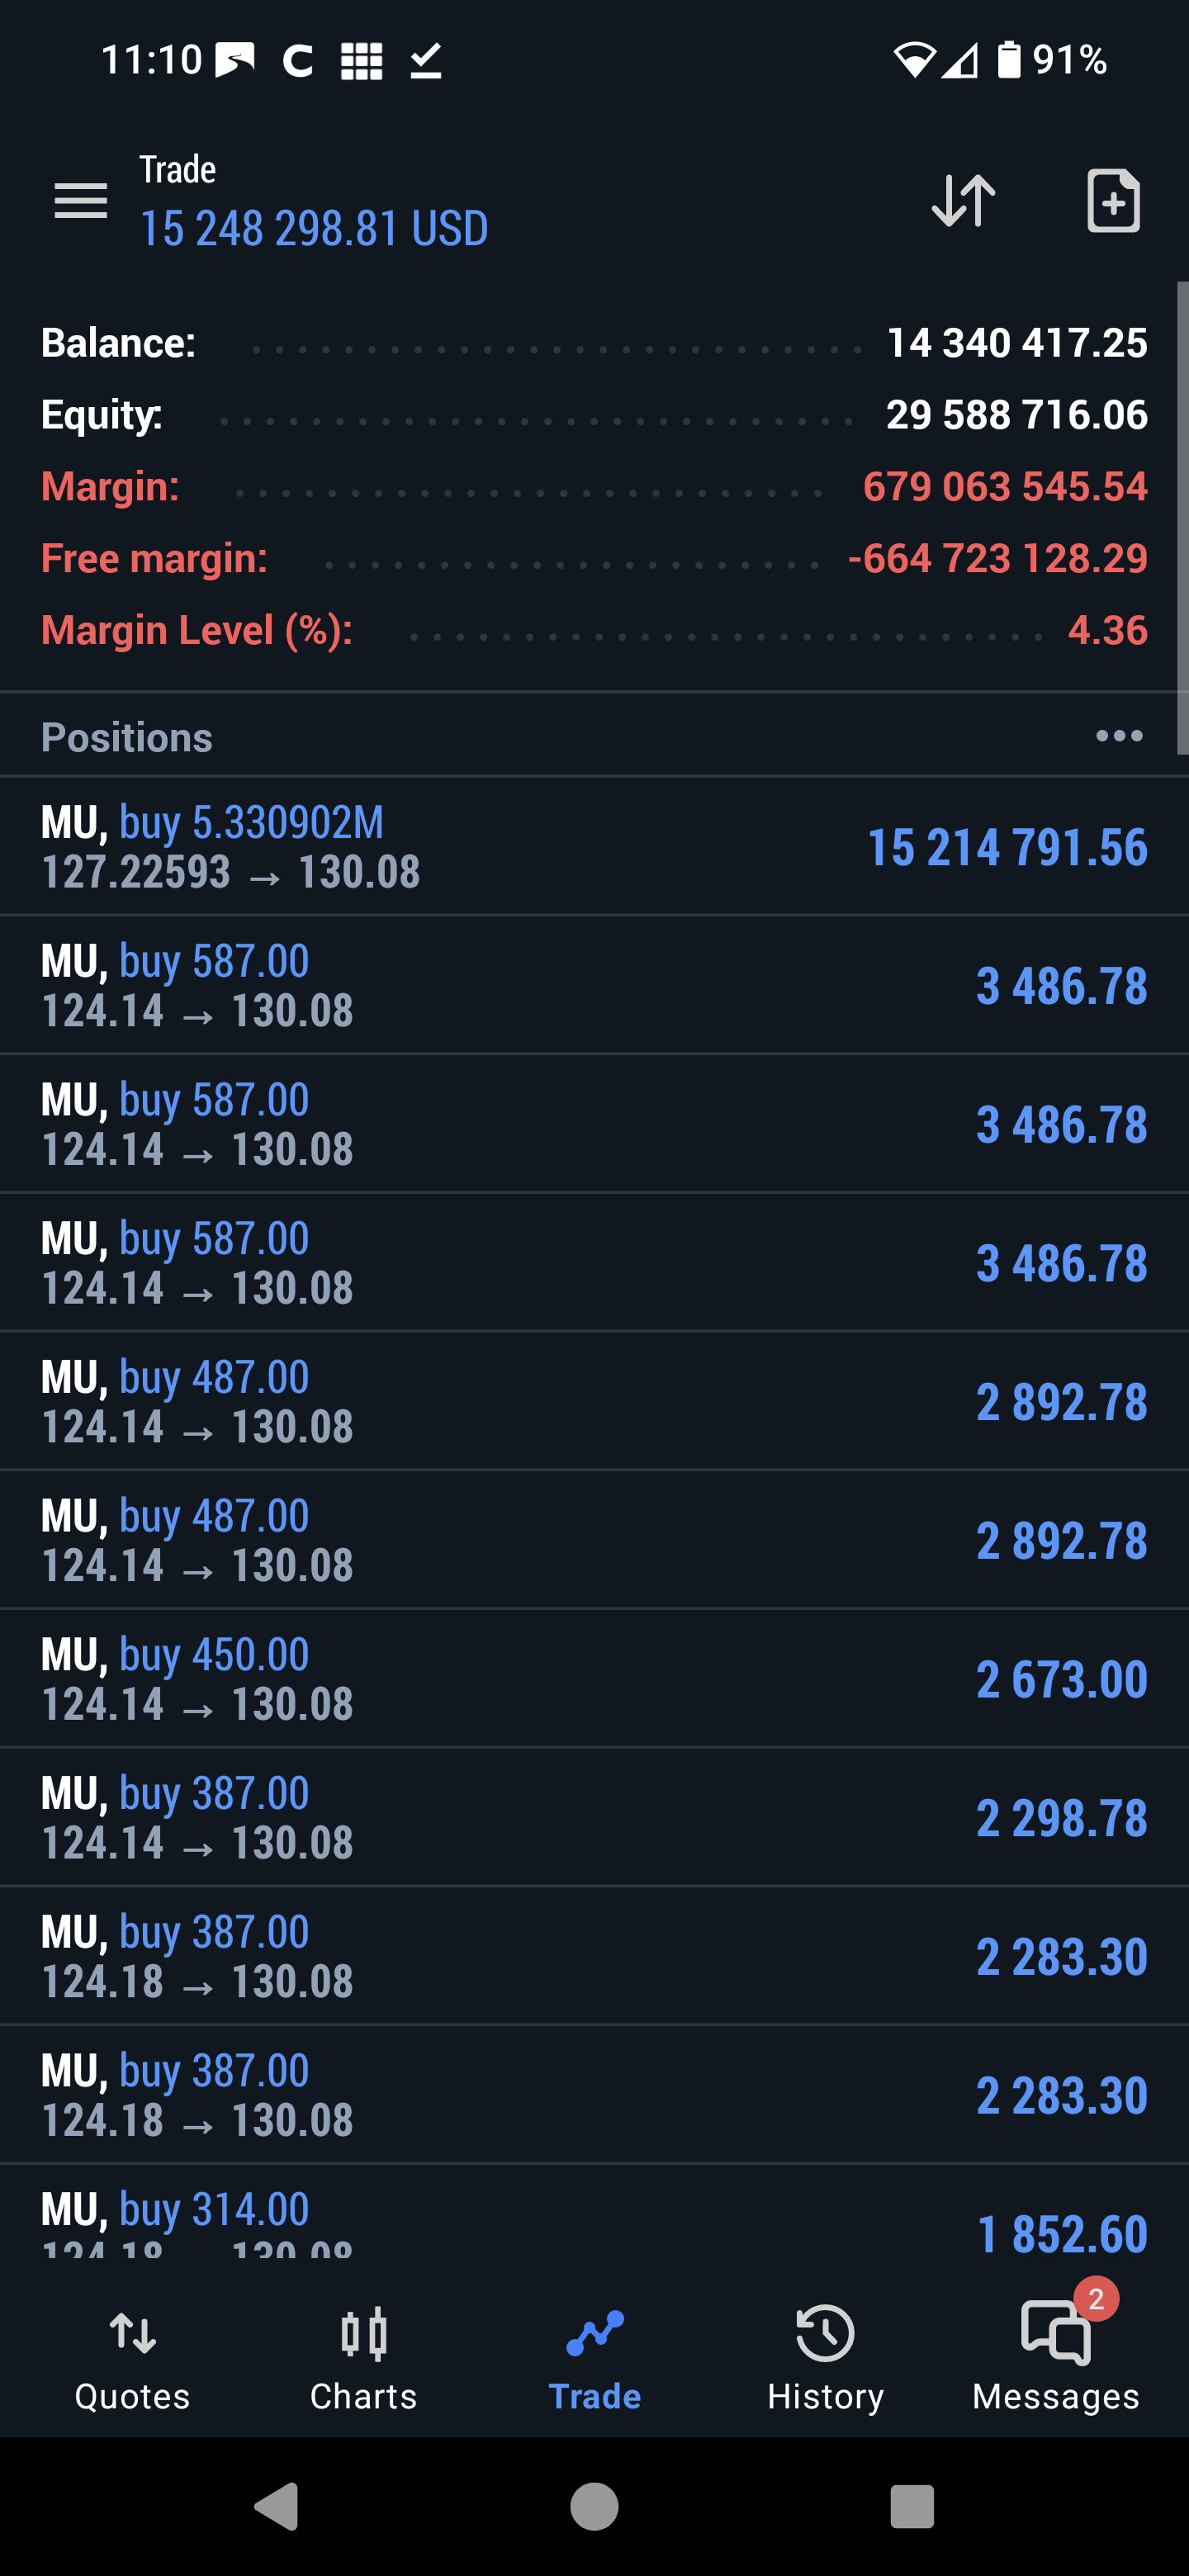 11:10 91%
Trade
15 248 298.81 USD
Balance: 14 340 417.25
Equity: 29 588 716.06
Margin: 679 063 545.54
Free margin: -664 723 128.29
Margin Level (%): 4.36
Positions
MU, buy 5.330902M
127.22593 → 130.08 15 214 791.56
MU, buy 587.00
124.14 → 130.08 3 486.78
MU, buy 587.00
124.14 → 130.08 3 486.78
MU, buy 587.00
124.14 → 130.08 3 486.78
MU, buy 487.00
124.14 → 130.08 2 892.78
MU, buy 487.00
124.14 → 130.08 2 892.78
MU, buy 450.00
124.14 → 130.08 2 673.00
MU, buy 387.00
124.14 → 130.08 2 298.78
MU, buy 387.00
124.18 → 130.08 2 283.30
MU, buy 387.00
124.18 → 130.08 2 283.30
MU, buy 314.00
124.18 130.08 1 852.60
2
Quotes Charts Trade History Messages